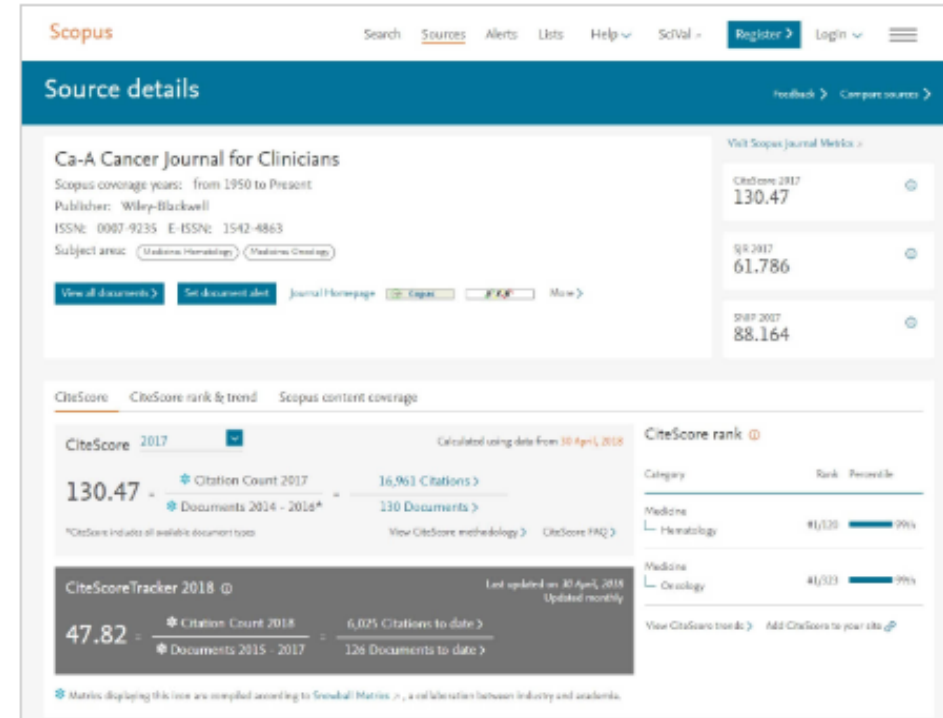 Scopus
Search Sources Alerts Lists Help SciVal Register > Login
Source details
Feedback > Compare sources >
Ca-A Cancer Journal for Clinicians
Scopus coverage years: from 1950 to Present
Publisher: Wiley-Blackwell
ISSN: 0007-9235 E-ISSN: 1542-4863
Subject area: Medicine: Hematology Medicine: Oncology
View all documents > Set document alert Journal Homepage More >
Visit Scopus Journal Metrics
CiteScore 2017
130.47
SJR 2017
61.786
SNIP 2017
88.164
CiteScore CiteScore rank & trend Scopus content coverage
CiteScore 2017
Calculated using data from 30 April, 2018
130.47 = Citation Count 2017 = 16,961 Citations >
Documents 2014 - 2016* 130 Documents >
*CiteScore includes all available document types View CiteScore methodology > CiteScore FAQ >
CiteScoreTracker 2018
Last updated on 30 April, 2018
Updated monthly
47.82 = Citation Count 2018 = 6,025 Citations to date >
Documents 2015 - 2017 126 Documents to date >
Metrics displaying this icon are compiled according to Snowball Metrics, a collaboration between industry and academia.
CiteScore rank
Category Rank Percentile
Medicine
Hematology #1/120 99th
Medicine
Oncology #1/323 99th
View CiteScore trends > Add CiteScore to your site